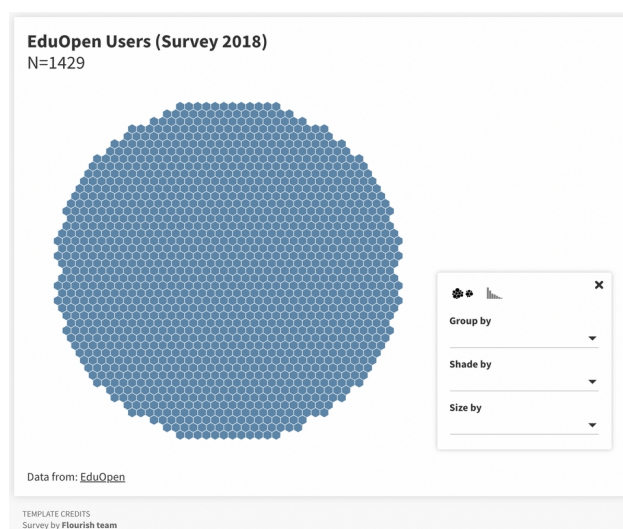 EduOpen Users (Survey 2018)
N=1429
Group by
Shade by
Size by
Data from: EduOpen
TEMPLATE CREDITS
Survey by Flourish team